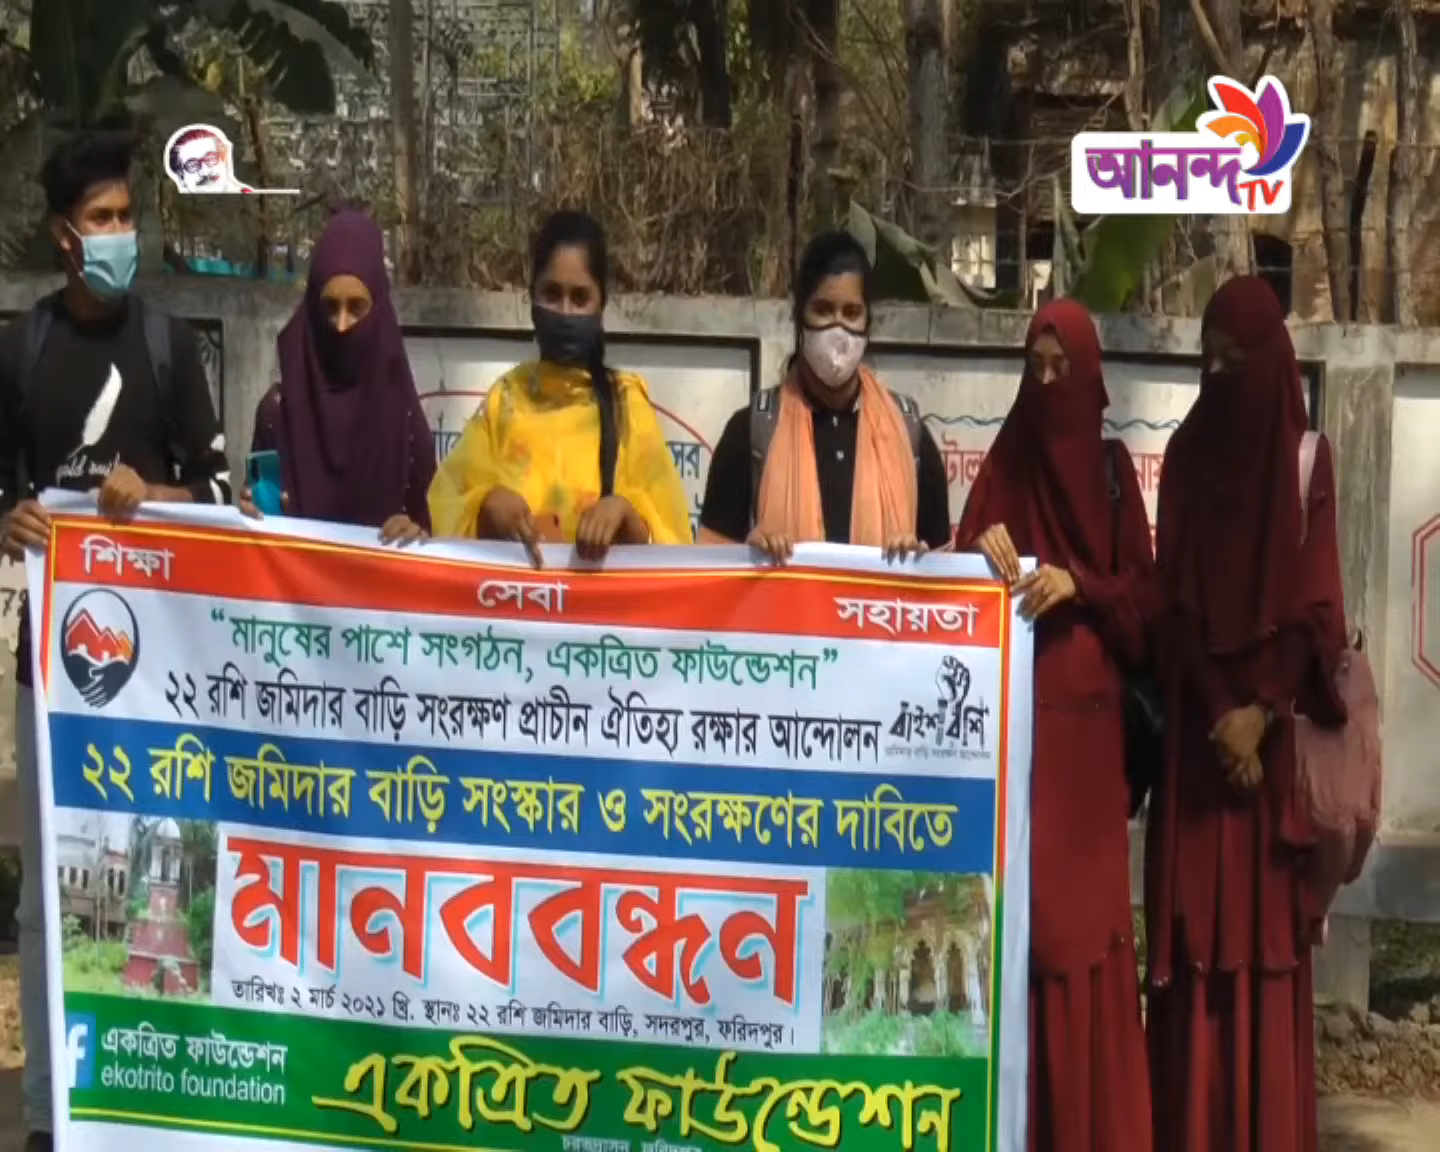 আনন্দ TV
শিক্ষা সেবা সহায়তা
“মানুষের পাশে সংগঠন, একত্রিত ফাউন্ডেশন”
২২ রশি জমিদার বাড়ি সংরক্ষণ প্রাচীন ঐতিহ্য রক্ষার আন্দোলন
বাইশ রশি
২২ রশি জমিদার বাড়ি সংস্কার ও সংরক্ষণের দাবিতে
মানববন্ধন
তারিখঃ ২ মার্চ ২০২১ খ্রি. স্থানঃ ২২ রশি জমিদার বাড়ি, সদরপুর, ফরিদপুর।
f একত্রিত ফাউন্ডেশন
ekotrito foundation
একত্রিত ফাউন্ডেশন